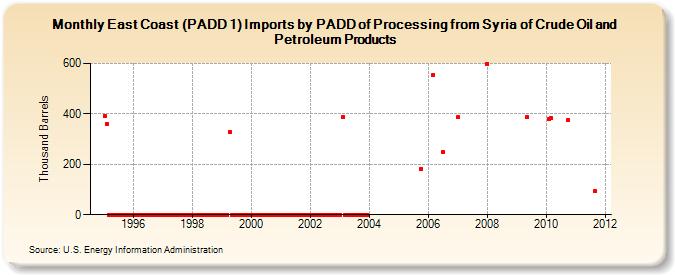 Monthly East Coast (PADD 1) Imports by PADD of Processing from Syria of Crude Oil and
Petroleum Products
Thousand Barrels
600
400
200
0
1996 1998 2000 2002 2004 2006 2008 2010 2012
Source: U.S. Energy Information Administration